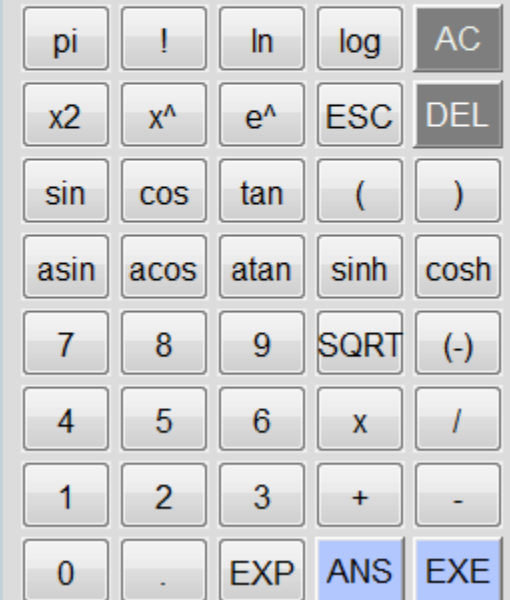 pi ! ln log AC
x2 x^ e^ ESC DEL
sin cos tan ( )
asin acos atan sinh cosh
7 8 9 SQRT (-)
4 5 6 x /
1 2 3 + -
0 . EXP ANS EXE